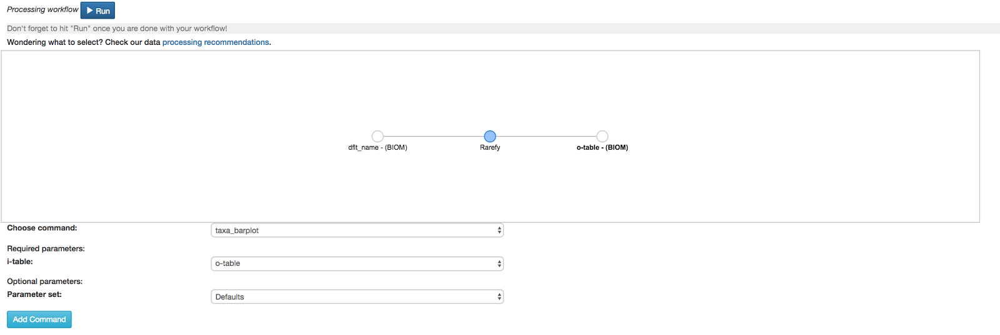 Processing workflow Run
Don't forget to hit "Run" once you are done with your workflow!
Wondering what to select? Check our data processing recommendations.
dflt_name - (BIOM) Rarefy o-table - (BIOM)
Choose command: taxa_barplot
Required parameters:
i-table: o-table
Optional parameters:
Parameter set: Defaults
Add Command